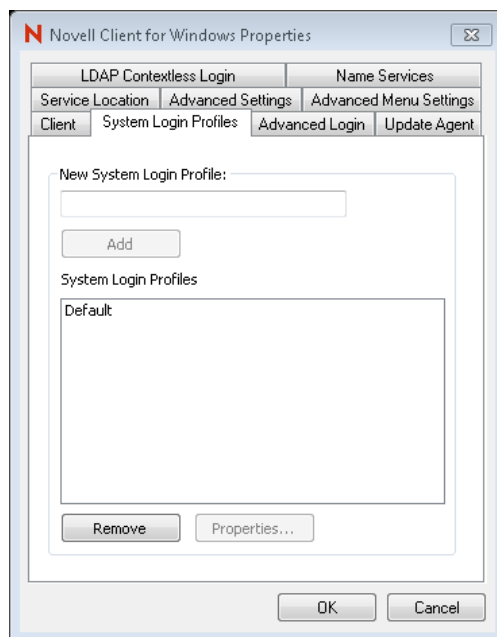 Novell Client for Windows Properties
LDAP Contextless Login Name Services
Service Location Advanced Settings Advanced Menu Settings
Client System Login Profiles Advanced Login Update Agent
New System Login Profile:
Add
System Login Profiles
Default
Remove Properties...
OK Cancel